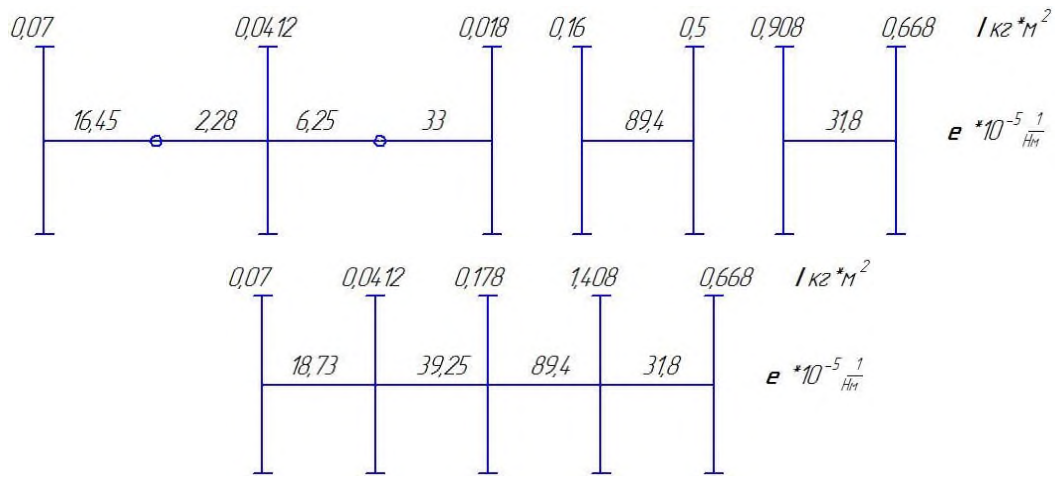 0,07 0,0412 0,018 0,16 0,5 0,908 0,668 I кг*м²
16,45 2,28 6,25 33 89,4 31,8 e *10⁻⁵ 1/Нм
0,07 0,0412 0,178 1,408 0,668 I кг*м²
18,73 39,25 89,4 31,8 e *10⁻⁵ 1/Нм